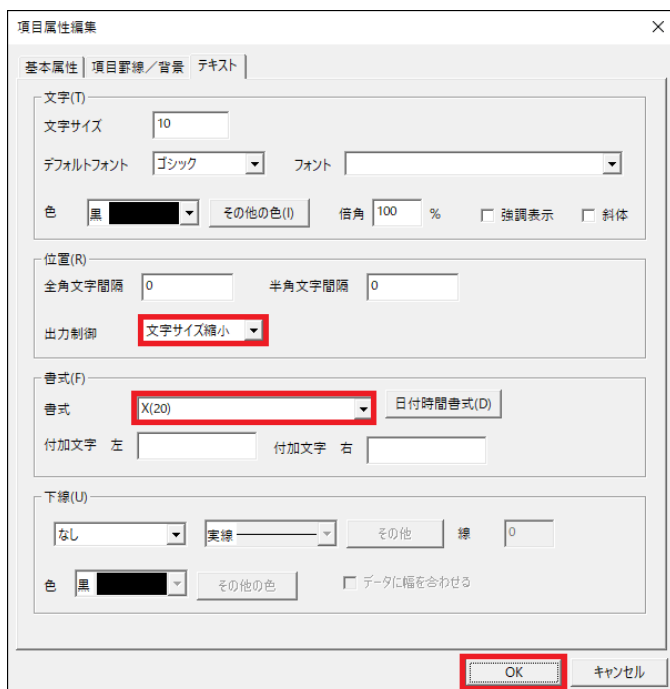 項目属性編集
基本属性 項目罫線／背景 テキスト
文字(T)
文字サイズ 10
デフォルトフォント ゴシック フォント
色 黒 その他の色(I) 倍角 100 % 強調表示 斜体
位置(R)
全角文字間隔 0 半角文字間隔 0
出力制御 文字サイズ縮小
書式(F)
書式 X(20) 日付時間書式(D)
付加文字 左 付加文字 右
下線(U)
なし 実線 その他 線 0
色 黒 その他の色 データに幅を合わせる
OK キャンセル